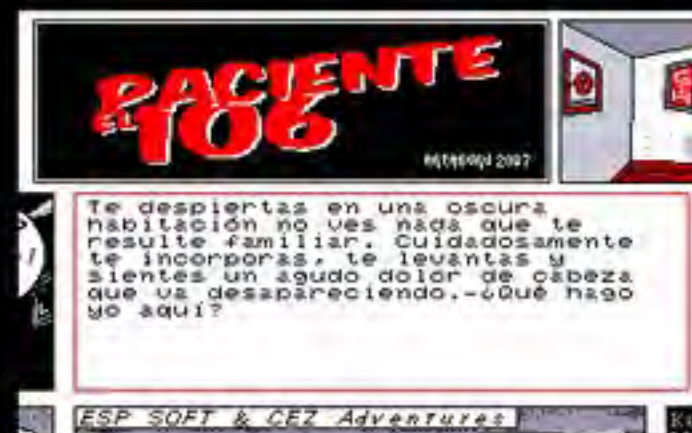 EL PACIENTE
106
2007
Te despiertas en una oscura
habitación no ves nada que te
resulte familiar. Cuidadosamente
te incorporas, te levantas y
sientes un agudo dolor de cabeza
que va desapareciendo.-¿Qué hago
yo aquí?
ESP SOFT & CEZ Adventures